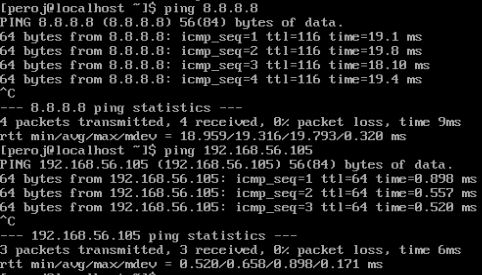 [peroj@localhost ~]$ ping 8.8.8.8
PING 8.8.8.8 (8.8.8.8) 56(84) bytes of data.
64 bytes from 8.8.8.8: icmp_seq=1 ttl=116 time=19.1 ms
64 bytes from 8.8.8.8: icmp_seq=2 ttl=116 time=19.8 ms
64 bytes from 8.8.8.8: icmp_seq=3 ttl=116 time=18.10 ms
64 bytes from 8.8.8.8: icmp_seq=4 ttl=116 time=19.4 ms
^C
--- 8.8.8.8 ping statistics ---
4 packets transmitted, 4 received, 0% packet loss, time 9ms
rtt min/avg/max/mdev = 18.959/19.316/19.793/0.320 ms
[peroj@localhost ~]$ ping 192.168.56.105
PING 192.168.56.105 (192.168.56.105) 56(84) bytes of data.
64 bytes from 192.168.56.105: icmp_seq=1 ttl=64 time=0.898 ms
64 bytes from 192.168.56.105: icmp_seq=2 ttl=64 time=0.557 ms
64 bytes from 192.168.56.105: icmp_seq=3 ttl=64 time=0.520 ms
^C
--- 192.168.56.105 ping statistics ---
3 packets transmitted, 3 received, 0% packet loss, time 6ms
rtt min/avg/max/mdev = 0.520/0.658/0.898/0.171 ms